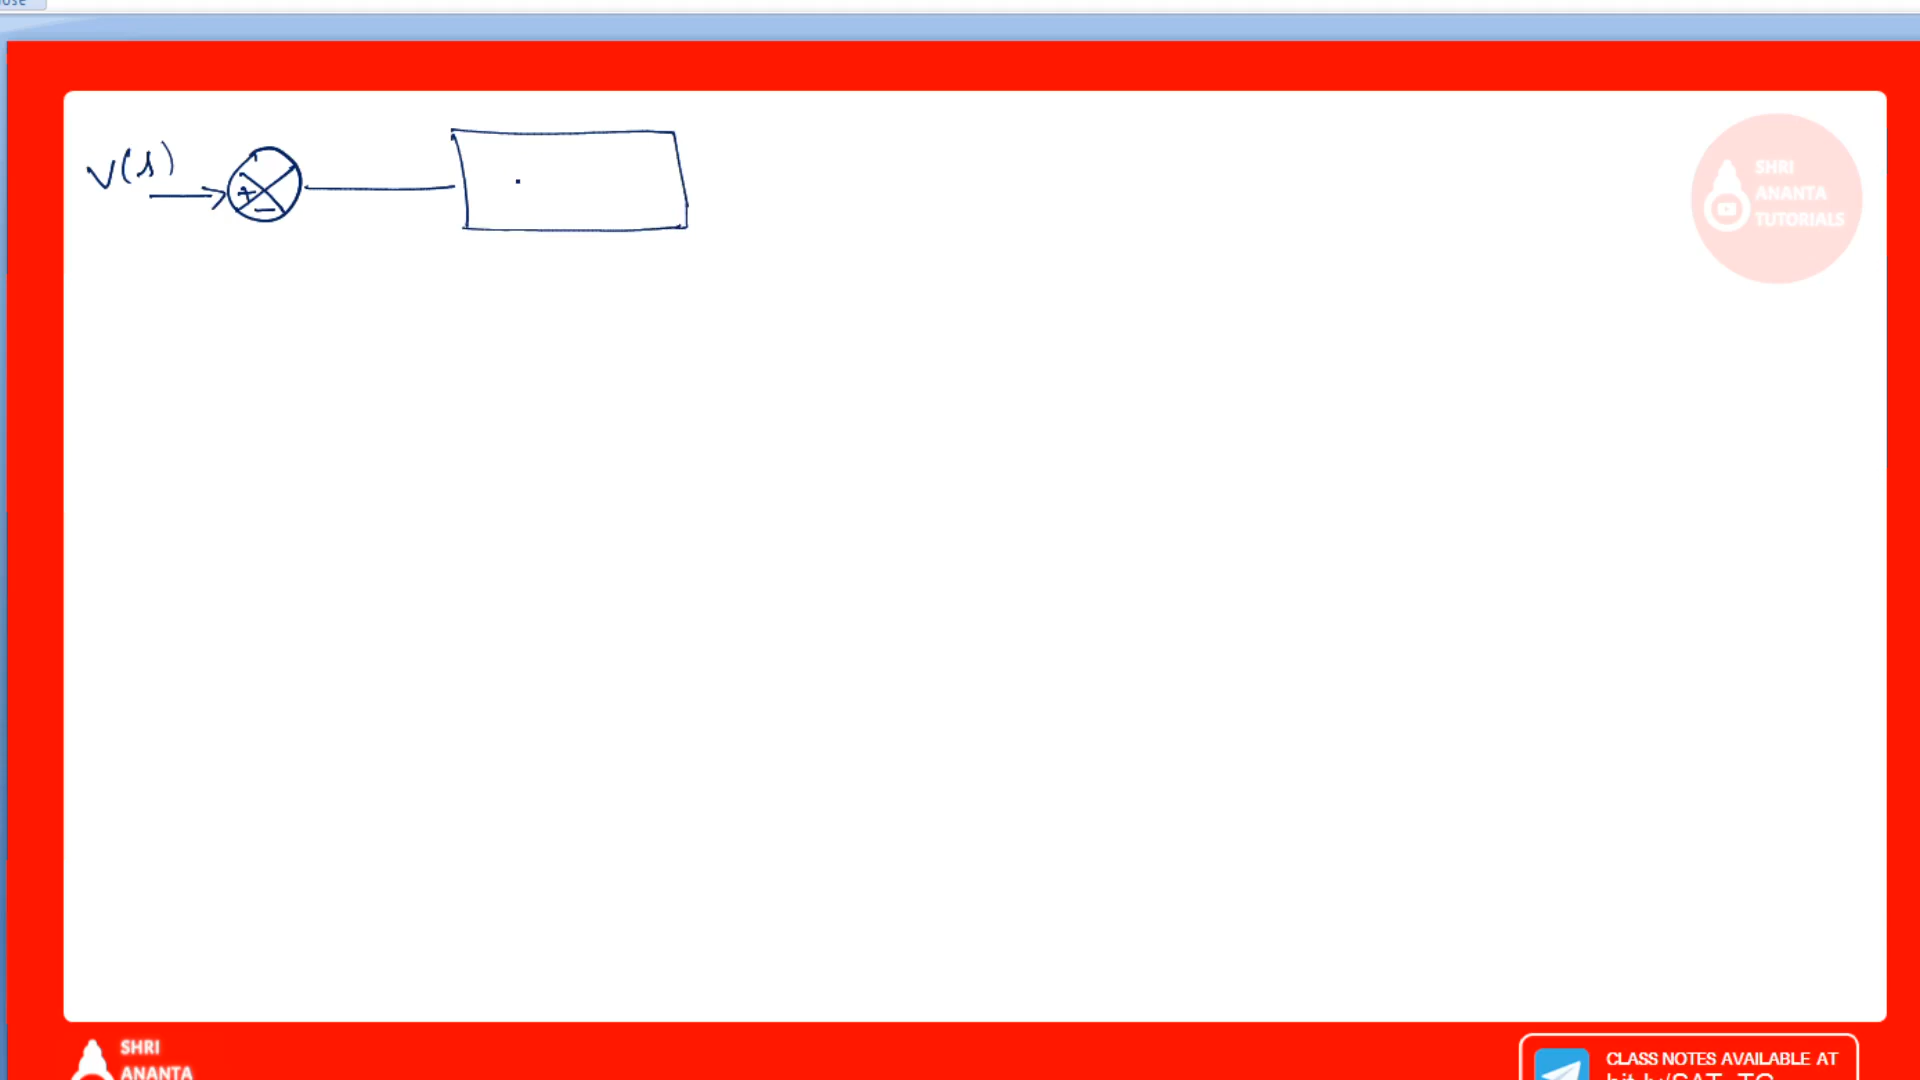 V(s)
+
−
SHRI
ANANTA
TUTORIALS
SHRI
ANANTA
CLASS NOTES AVAILABLE AT